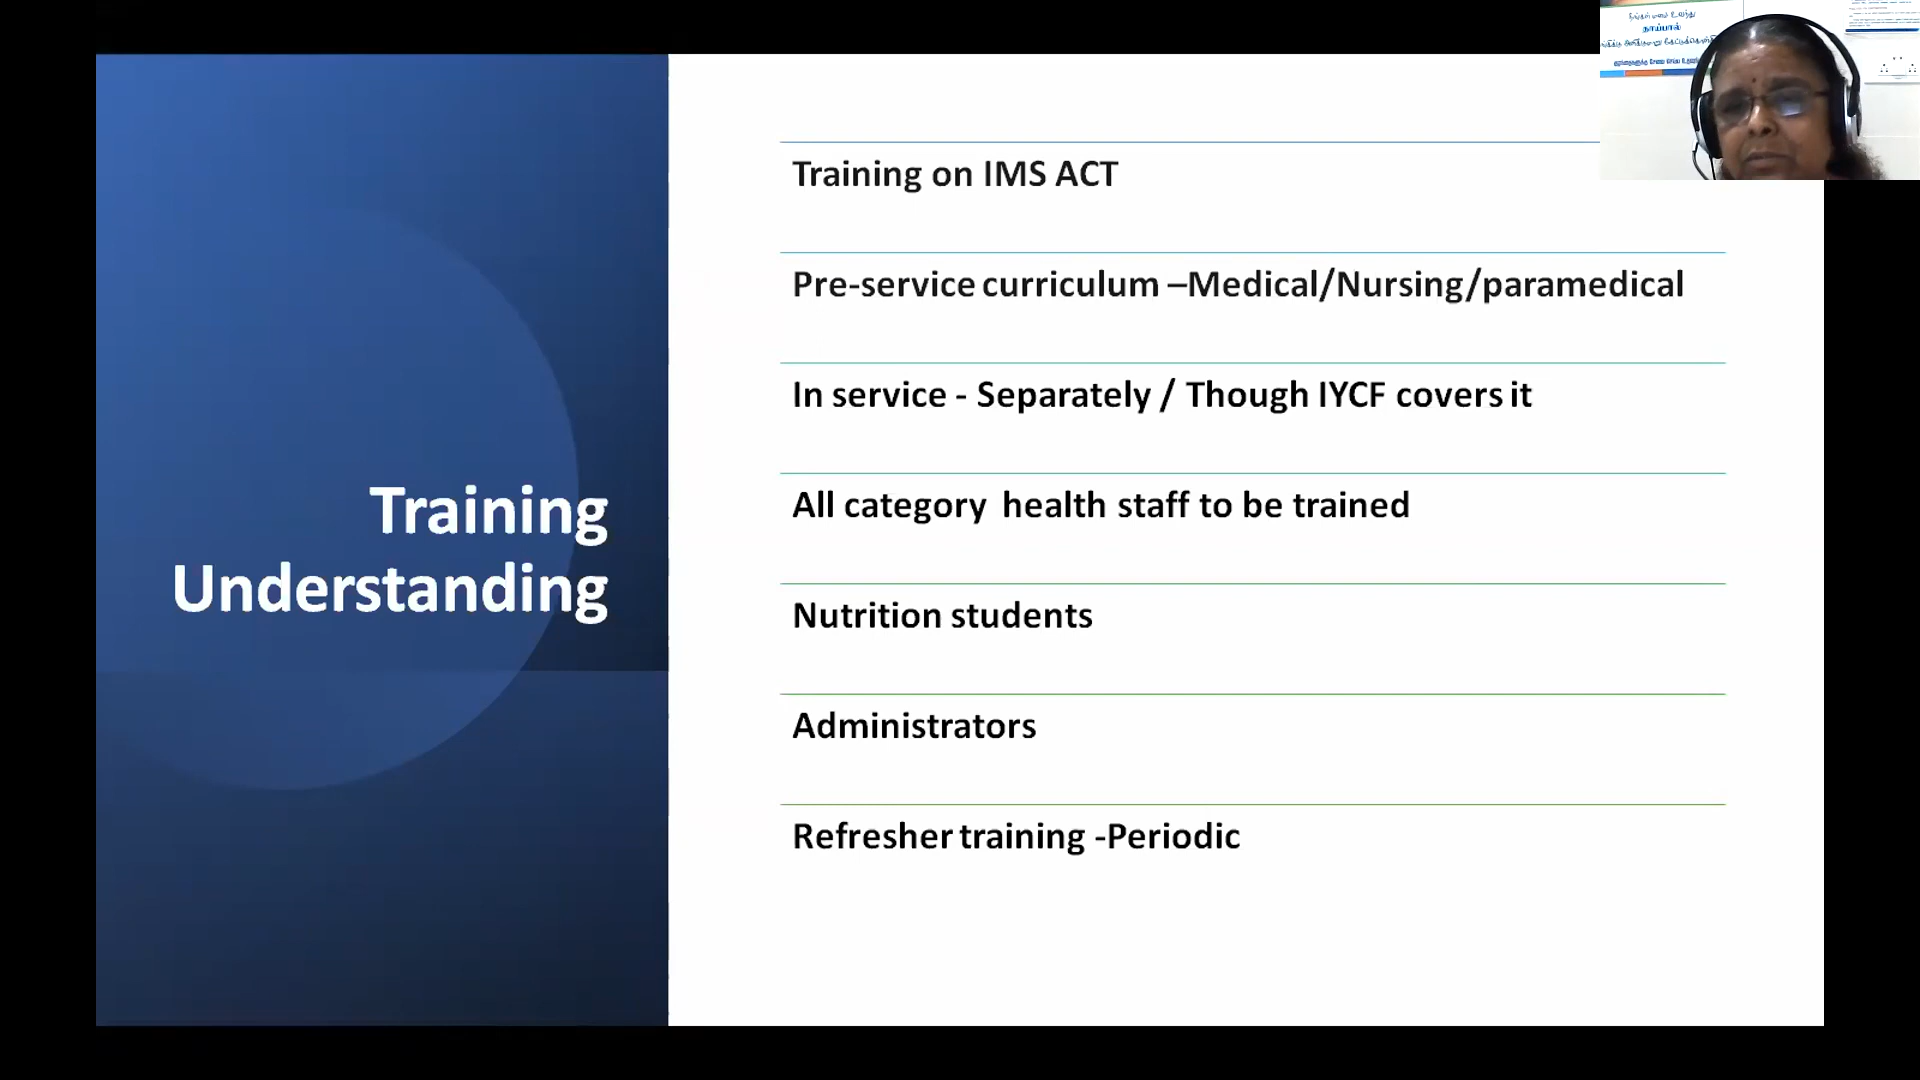 Training
Understanding
Training on IMS ACT
Pre-service curriculum –Medical/Nursing/paramedical
In service - Separately / Though IYCF covers it
All category health staff to be trained
Nutrition students
Administrators
Refresher training -Periodic
தாய்பால்